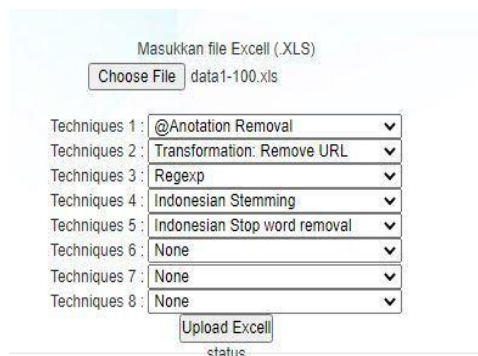 Masukkan file Excell (.XLS)
Choose File data1-100.xls
Techniques 1 : @Anotation Removal
Techniques 2 : Transformation: Remove URL
Techniques 3 : Regexp
Techniques 4 : Indonesian Stemming
Techniques 5 : Indonesian Stop word removal
Techniques 6 : None
Techniques 7 : None
Techniques 8 : None
Upload Excell
status